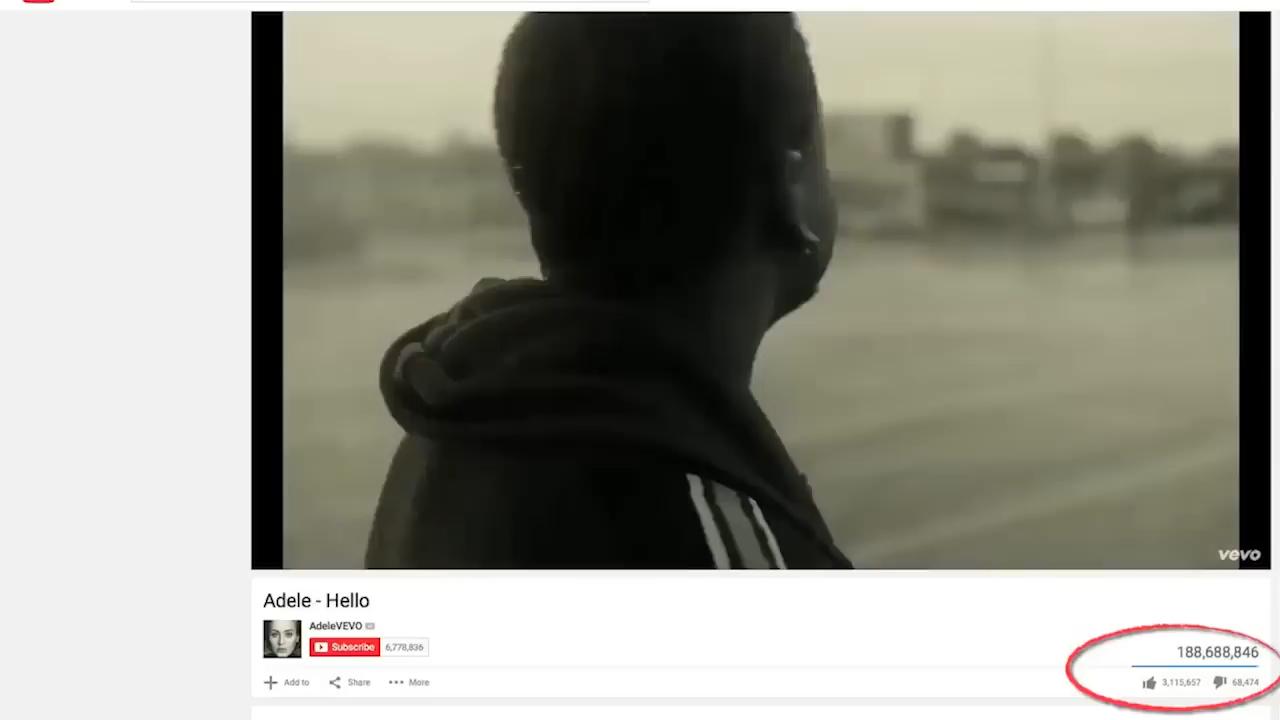 vevo
Adele - Hello
AdeleVEVO
Subscribe 6,778,836
188,688,846
Add to Share More
3,115,657 68,474